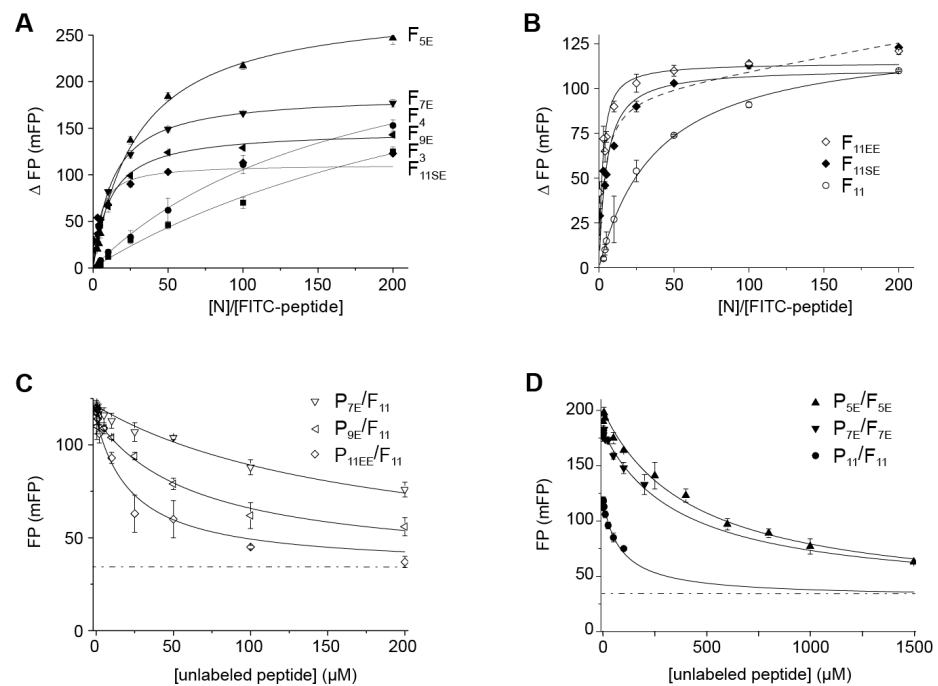 A
250
200
150
100
50
0
Δ FP (mFP)
0 50 100 150 200
[N]/[FITC-peptide]
F5E
F7E
F4
F9E
F3
F11SE
B
125
100
75
50
25
0
Δ FP (mFP)
0 50 100 150 200
[N]/[FITC-peptide]
F11EE
F11SE
F11
C
100
50
0
FP (mFP)
0 50 100 150 200
[unlabeled peptide] (µM)
P7E/F11
P9E/F11
P11EE/F11
D
200
150
100
50
0
FP (mFP)
0 500 1000 1500
[unlabeled peptide] (µM)
P5E/F5E
P7E/F7E
P11/F11